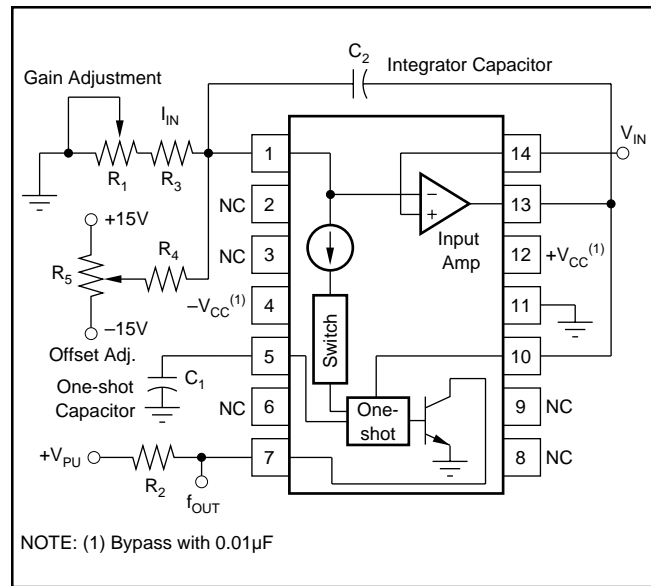 C2
Integrator Capacitor
Gain Adjustment
IIN
VIN
R1
R3
1
14
NC
2
13
+15V
NC
3
12
+VCC(1)
Input
Amp
R5
R4
–VCC(1)
4
11
–15V
Offset Adj.
Switch
5
10
One-shot
Capacitor
C1
NC
6
One-
shot
9
NC
+VPU
R2
7
8
NC
fOUT
– 
+
NOTE: (1) Bypass with 0.01µF